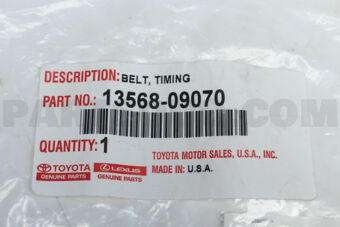 DESCRIPTION: BELT, TIMING
PART NO.: 13568-09070
QUANTITY: 1
TOYOTA MOTOR SALES, U.S.A., INC.
TOYOTA LEXUS
GENUINE PARTS GENUINE PARTS
MADE IN: U.S.A.
PARTSOUQ